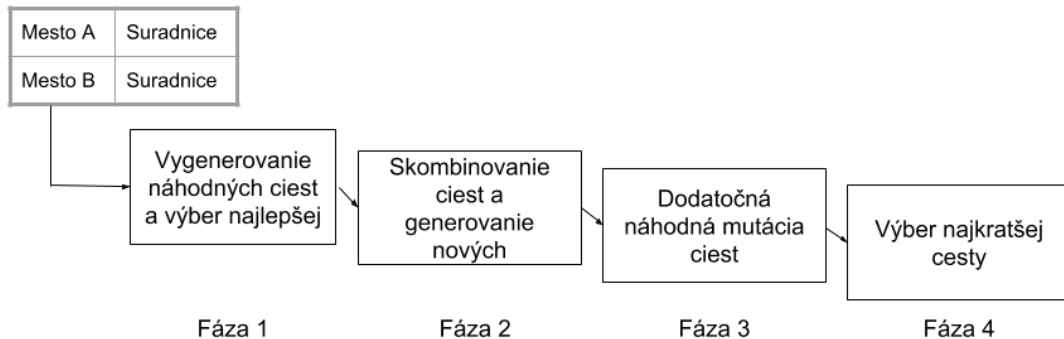 Mesto A Suradnice
Mesto B Suradnice
Vygenerovanie
náhodných ciest
a výber najlepšej
Skombinovanie
ciest a
generovanie
nových
Dodatočná
náhodná mutácia
ciest
Výber najkratšej
cesty
Fáza 1
Fáza 2
Fáza 3
Fáza 4